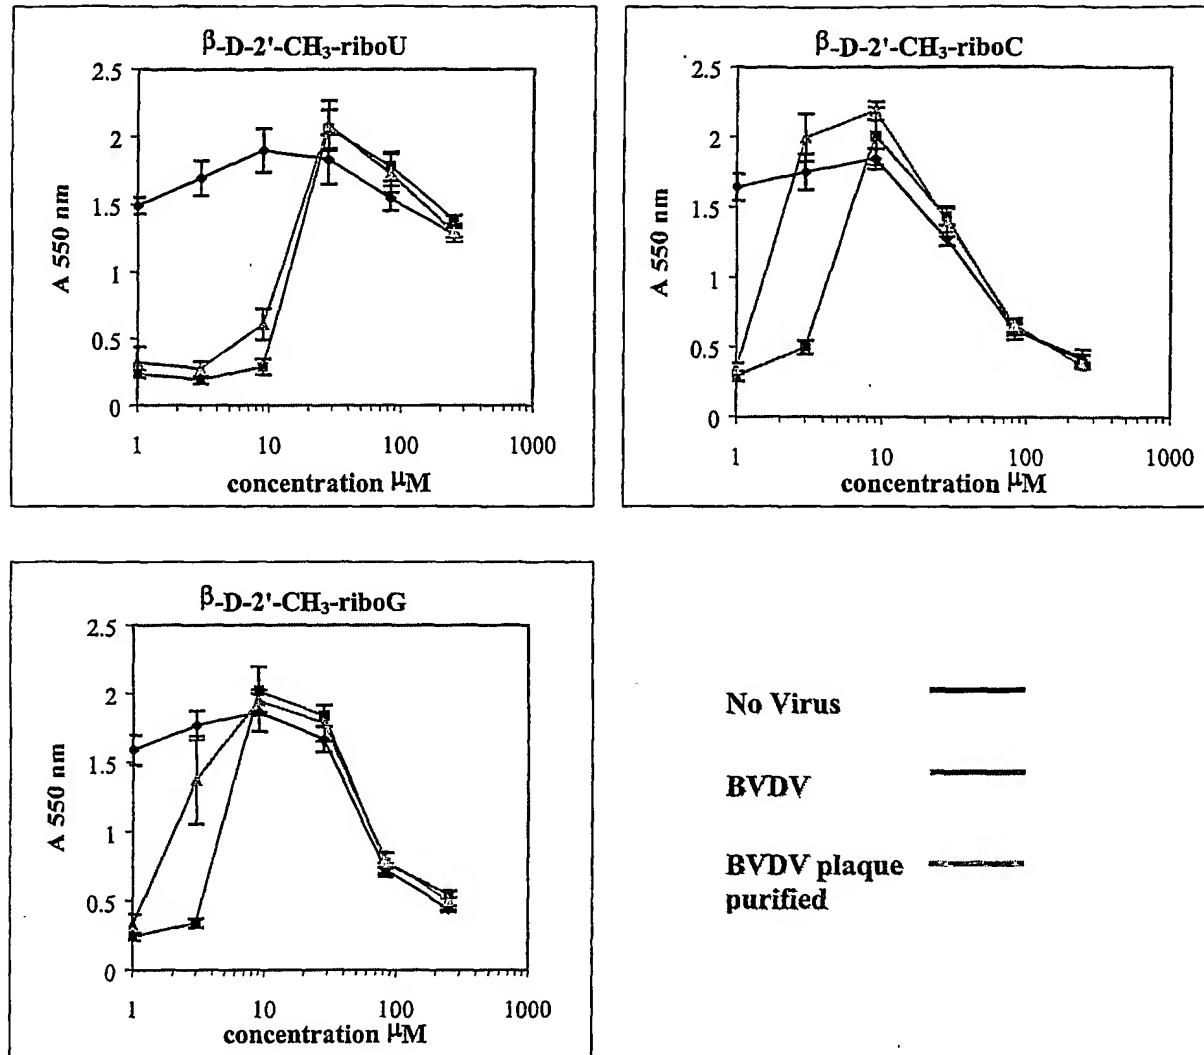 β-D-2'-CH₃-riboU
2.5
2
1.5
1
0.5
0
A 550 nm
1 10 100 1000
concentration μM
β-D-2'-CH₃-riboC
2.5
2
1.5
1
0.5
0
A 550 nm
1 10 100 1000
concentration μM
β-D-2'-CH₃-riboG
2.5
2
1.5
1
0.5
0
A 550 nm
1 10 100 1000
concentration μM
No Virus
BVDV
BVDV plaque
purified